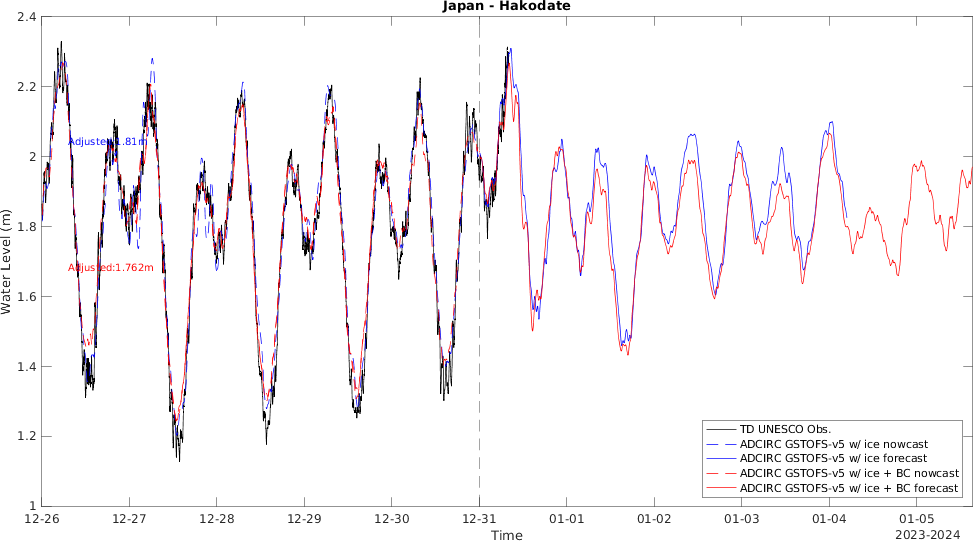 Japan - Hakodate
2.4
2.2
2
1.8
1.6
1.4
1.2
1
Water Level (m)
Adjusted:1.81m
Adjusted:1.762m
TD UNESCO Obs.
ADCIRC GSTOFS-v5 w/ ice nowcast
ADCIRC GSTOFS-v5 w/ ice forecast
ADCIRC GSTOFS-v5 w/ ice + BC nowcast
ADCIRC GSTOFS-v5 w/ ice + BC forecast
12-26 12-27 12-28 12-29 12-30 12-31 01-01 01-02 01-03 01-04 01-05
Time
2023-2024